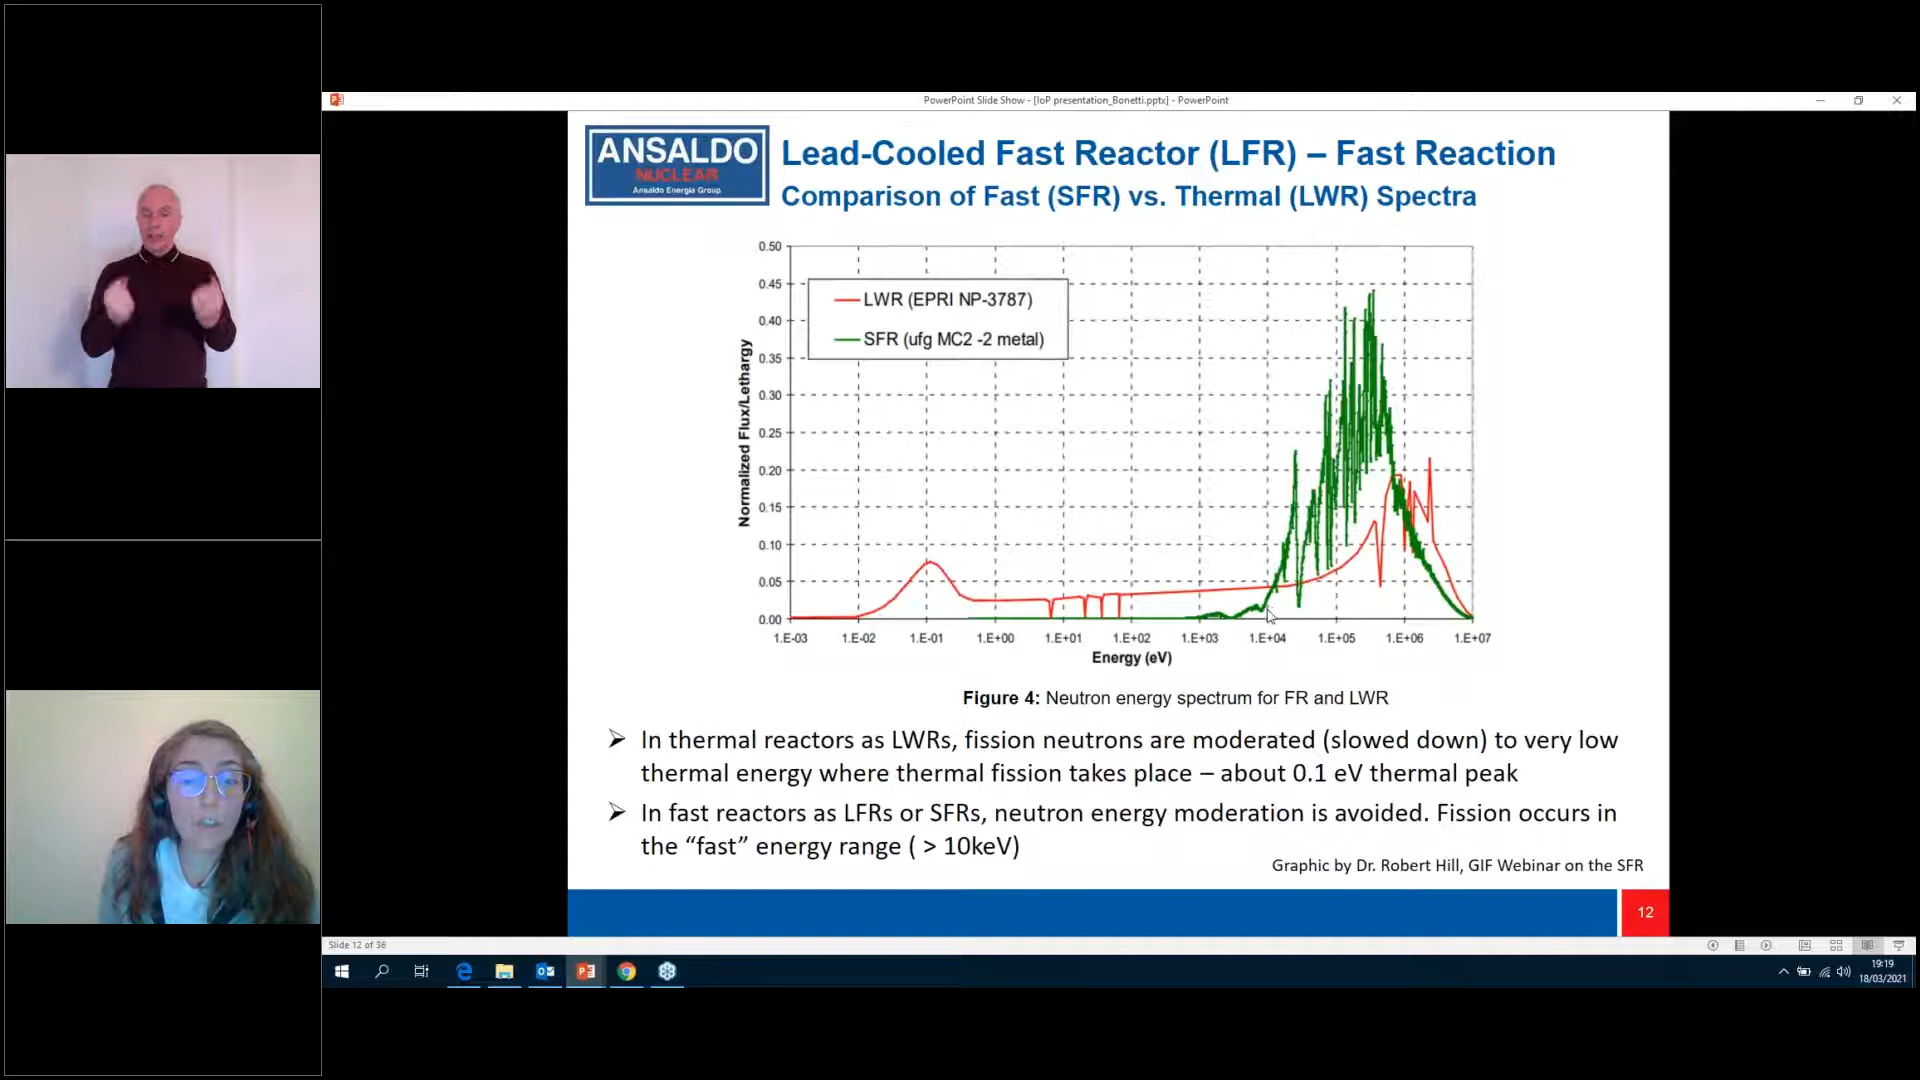 PowerPoint Slide Show - [IoP presentation_Bonetti.pptx] - PowerPoint
ANSALDO
NUCLEAR
Ansaldo Energia Group
Lead-Cooled Fast Reactor (LFR) – Fast Reaction
Comparison of Fast (SFR) vs. Thermal (LWR) Spectra
0.50
0.45
0.40
0.35
0.30
0.25
0.20
0.15
0.10
0.05
0.00
Normalized Flux/Lethargy
LWR (EPRI NP-3787)
SFR (ufg MC2 -2 metal)
1.E-03 1.E-02 1.E-01 1.E+00 1.E+01 1.E+02 1.E+03 1.E+04 1.E+05 1.E+06 1.E+07
Energy (eV)
Figure 4: Neutron energy spectrum for FR and LWR
➢ In thermal reactors as LWRs, fission neutrons are moderated (slowed down) to very low
thermal energy where thermal fission takes place – about 0.1 eV thermal peak
➢ In fast reactors as LFRs or SFRs, neutron energy moderation is avoided. Fission occurs in
the “fast” energy range ( > 10keV)
Graphic by Dr. Robert Hill, GIF Webinar on the SFR
12
Slide 12 of 36
19:19
18/03/2021